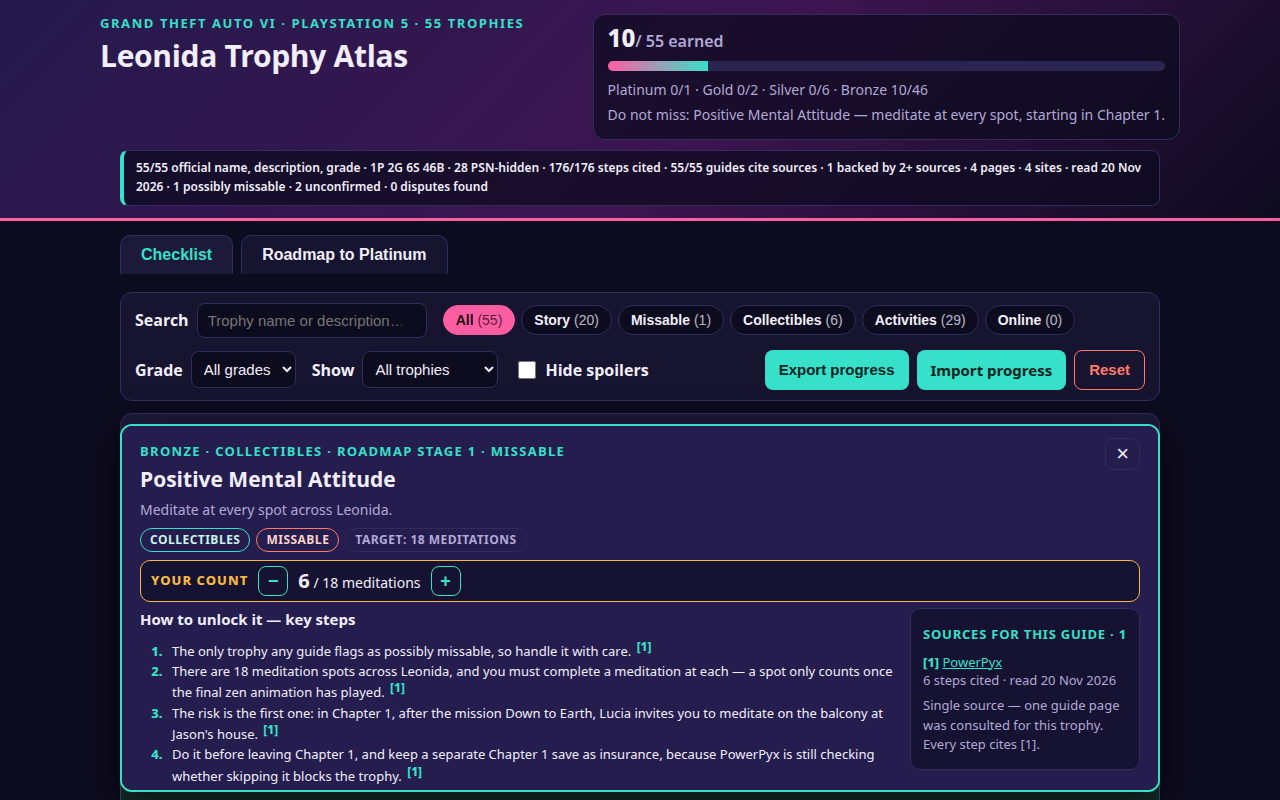 GRAND THEFT AUTO VI · PLAYSTATION 5 · 55 TROPHIES
Leonida Trophy Atlas
10 / 55 earned
Platinum 0/1 · Gold 0/2 · Silver 0/6 · Bronze 10/46
Do not miss: Positive Mental Attitude — meditate at every spot, starting in Chapter 1.
55/55 official name, description, grade · 1P 2G 6S 46B · 28 PSN-hidden · 176/176 steps cited · 55/55 guides cite sources · 1 backed by 2+ sources · 4 pages · 4 sites · read 20 Nov
2026 · 1 possibly missable · 2 unconfirmed · 0 disputes found
Checklist
Roadmap to Platinum
Search
Trophy name or description…
All (55)
Story (20)
Missable (1)
Collectibles (6)
Activities (29)
Online (0)
Grade
All grades
Show
All trophies
Hide spoilers
Export progress
Import progress
Reset
BRONZE · COLLECTIBLES · ROADMAP STAGE 1 · MISSABLE
✕
Positive Mental Attitude
Meditate at every spot across Leonida.
COLLECTIBLES
MISSABLE
TARGET: 18 MEDITATIONS
YOUR COUNT
−
6 / 18 meditations
+
How to unlock it — key steps
1. The only trophy any guide flags as possibly missable, so handle it with care. [1]
2. There are 18 meditation spots across Leonida, and you must complete a meditation at each — a spot only counts once
the final zen animation has played. [1]
3. The risk is the first one: in Chapter 1, after the mission Down to Earth, Lucia invites you to meditate on the balcony at
Jason's house. [1]
4. Do it before leaving Chapter 1, and keep a separate Chapter 1 save as insurance, because PowerPyx is still checking
whether skipping it blocks the trophy. [1]
SOURCES FOR THIS GUIDE · 1
[1] PowerPyx
6 steps cited · read 20 Nov 2026
Single source — one guide page
was consulted for this trophy.
Every step cites [1].